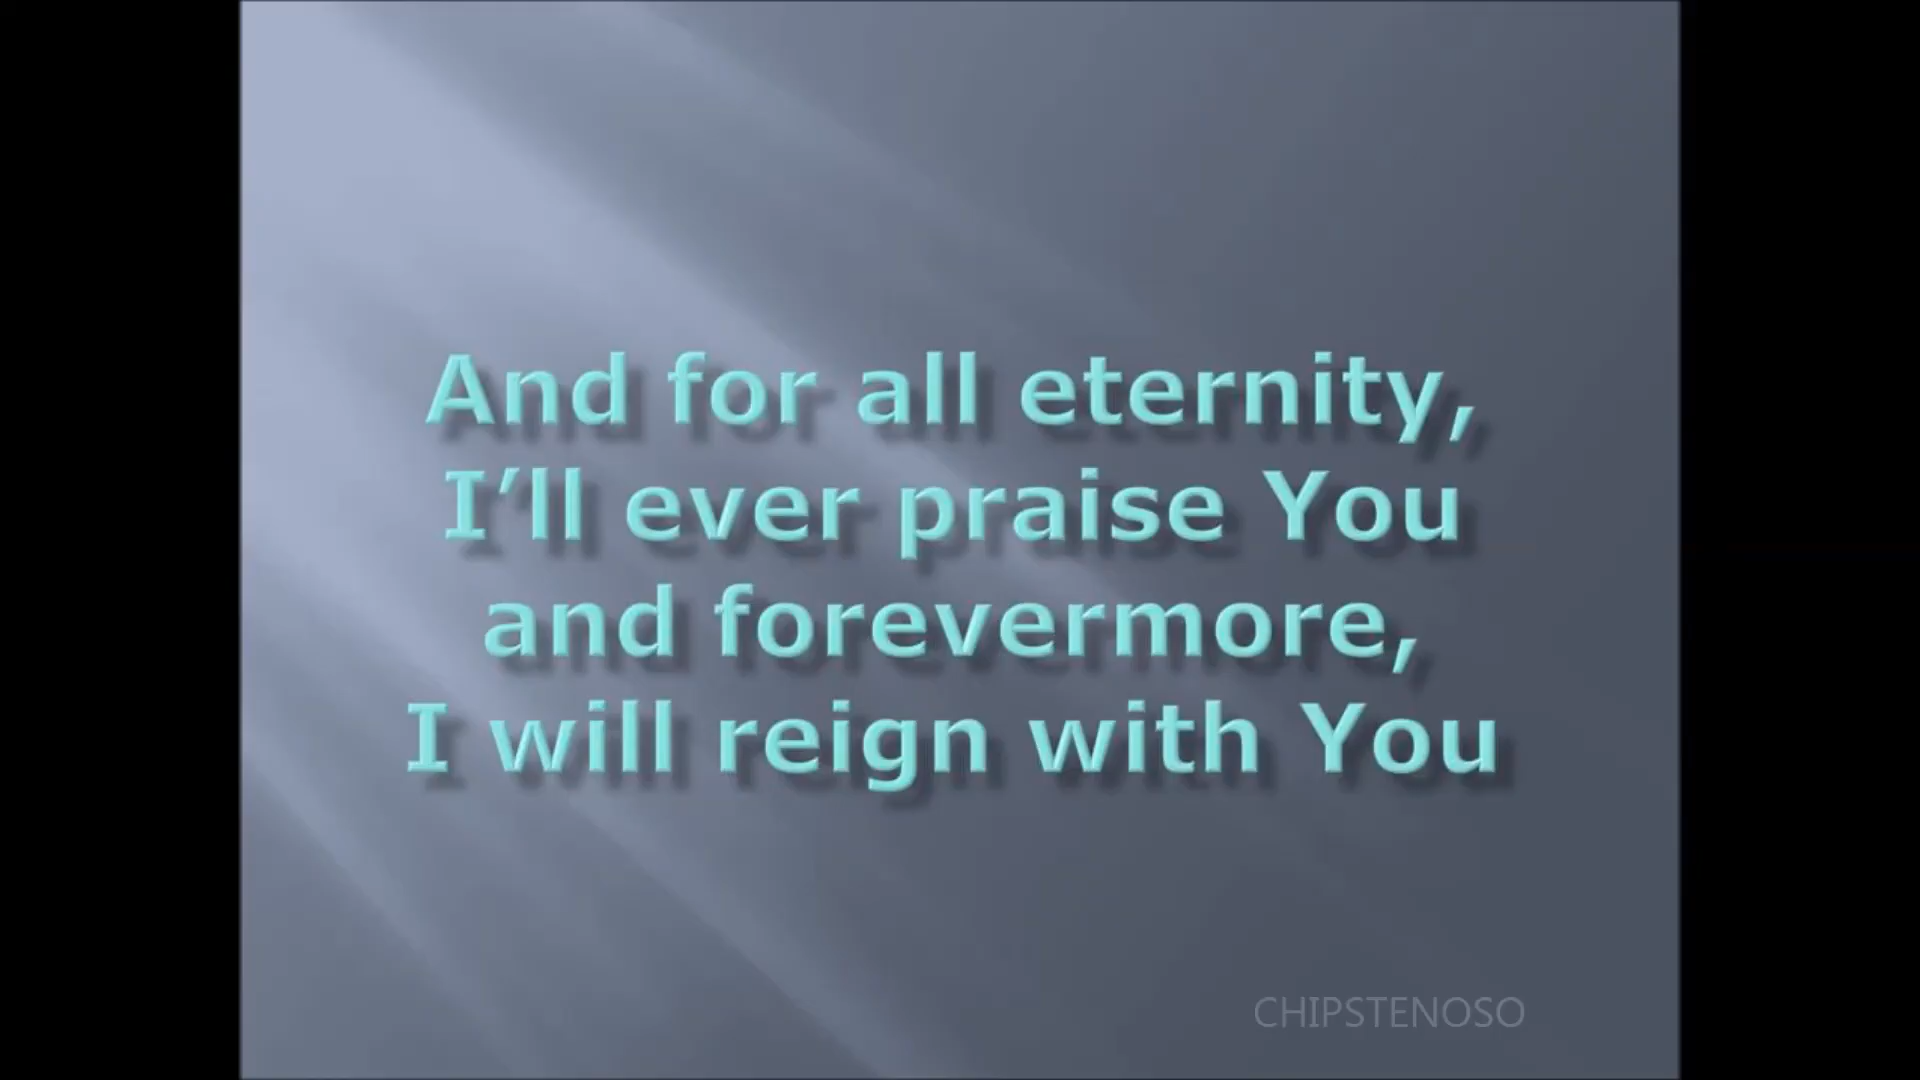 And for all eternity,
I’ll ever praise You
and forevermore,
I will reign with You
CHIPSTENOSO